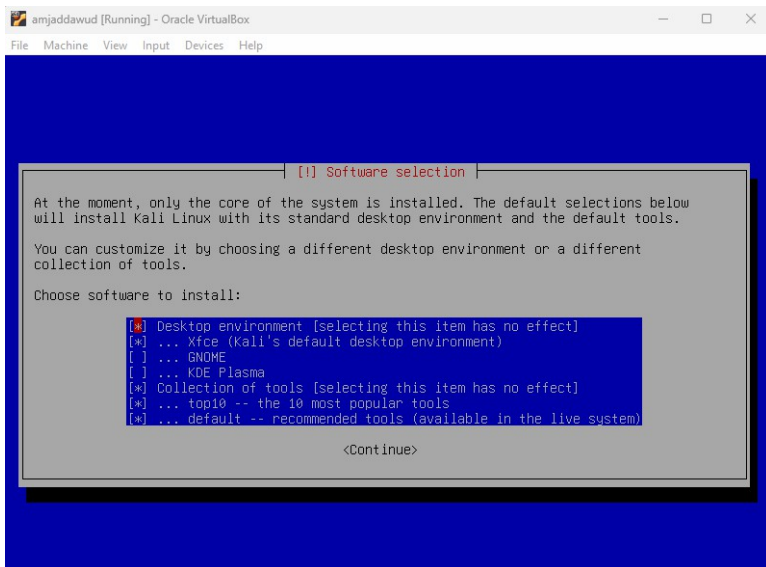 amjaddawud [Running] - Oracle VirtualBox
File Machine View Input Devices Help
[!] Software selection
At the moment, only the core of the system is installed. The default selections below
will install Kali Linux with its standard desktop environment and the default tools.
You can customize it by choosing a different desktop environment or a different
collection of tools.
Choose software to install:
[*] Desktop environment [selecting this item has no effect]
[*] ... Xfce (Kali's default desktop environment)
[ ] ... GNOME
[ ] ... KDE Plasma
[*] Collection of tools [selecting this item has no effect]
[*] ... top10 -- the 10 most popular tools
[*] ... default -- recommended tools (available in the live system)
<Continue>